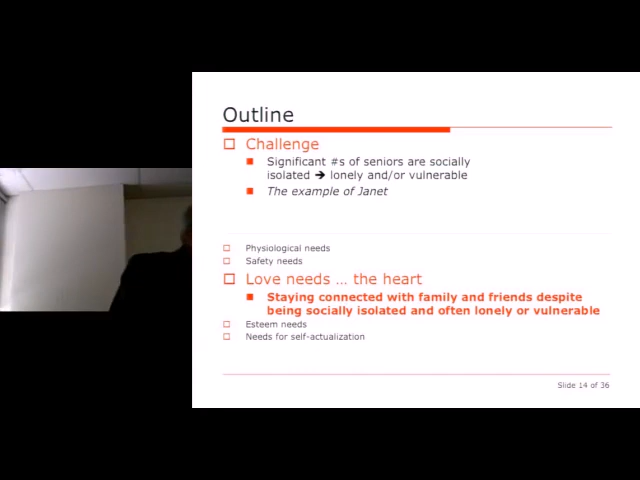 Outline
Challenge
Significant #s of seniors are socially
isolated → lonely and/or vulnerable
The example of Janet
Physiological needs
Safety needs
Love needs … the heart
Staying connected with family and friends despite
being socially isolated and often lonely or vulnerable
Esteem needs
Needs for self-actualization
Slide 14 of 36